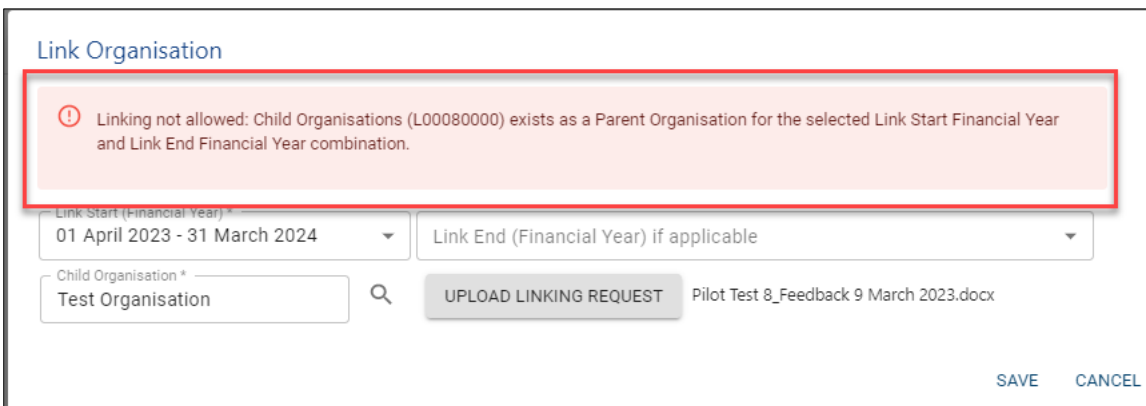 Link Organisation
Linking not allowed: Child Organisations (L00080000) exists as a Parent Organisation for the selected Link Start Financial Year
and Link End Financial Year combination.
Link Start (Financial Year) *
01 April 2023 - 31 March 2024
Link End (Financial Year) if applicable
Child Organisation *
Test Organisation
UPLOAD LINKING REQUEST
Pilot Test 8_Feedback 9 March 2023.docx
SAVE
CANCEL